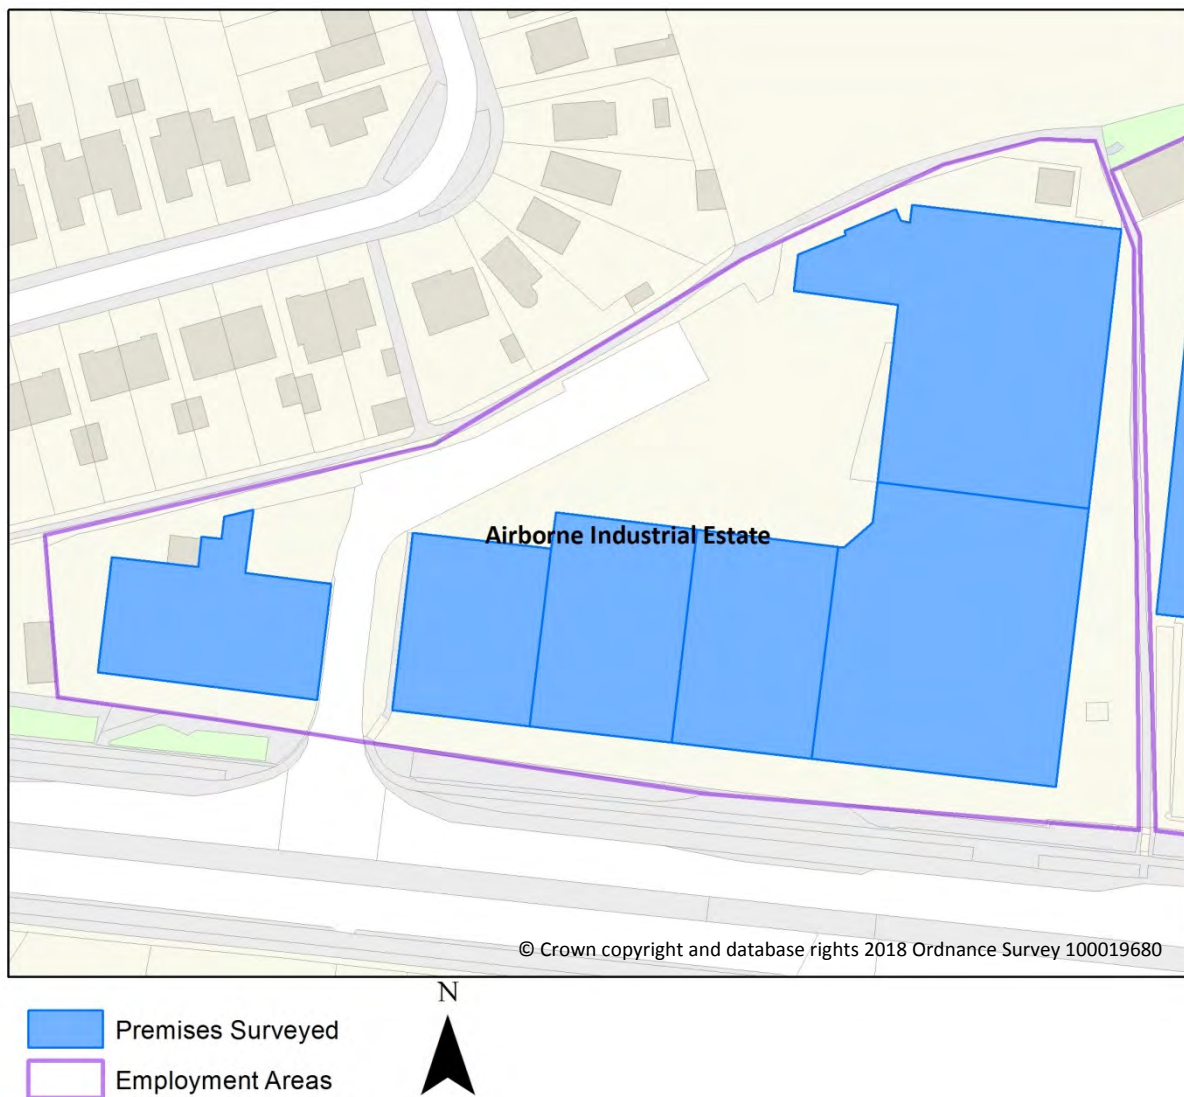 Airborne Industrial Estate
© Crown copyright and database rights 2018 Ordnance Survey 100019680
N
Premises Surveyed
Employment Areas